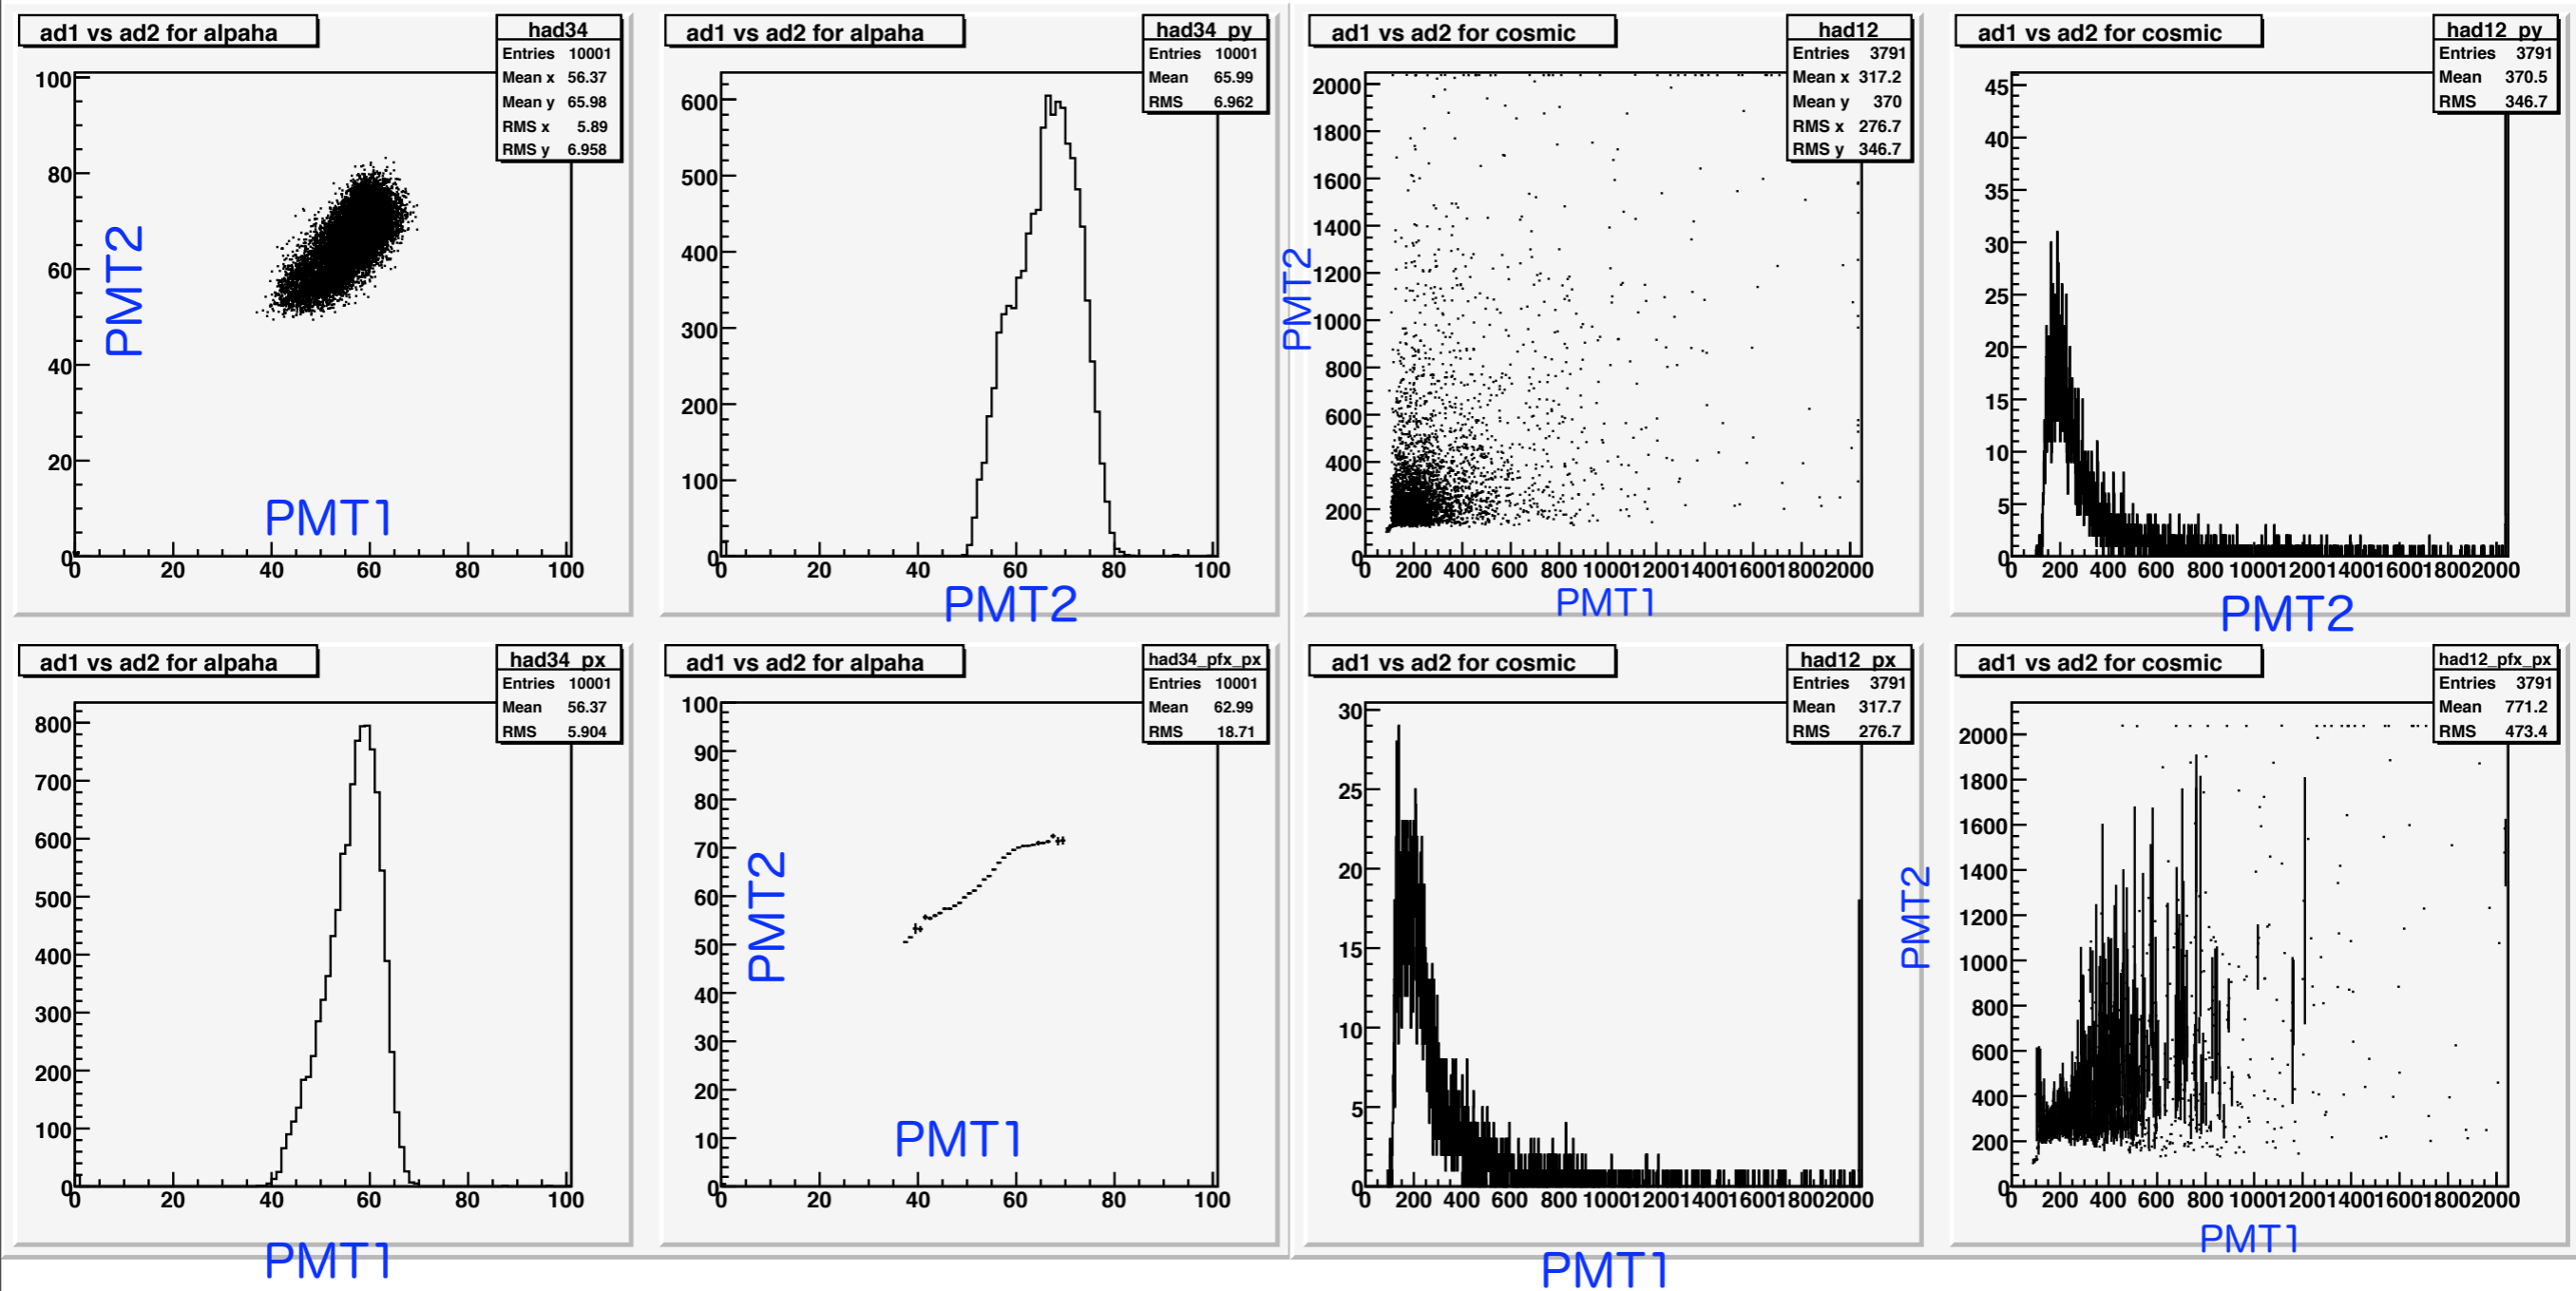 ad1 vs ad2 for alpaha
had34
Entries 10001
Mean x 56.37
Mean y 65.98
RMS x 5.89
RMS y 6.958
100
80
60
40
20
0
0 20 40 60 80 100
PMT2
PMT1
ad1 vs ad2 for alpaha
had34_py
Entries 10001
Mean 65.99
RMS 6.962
600
500
400
300
200
100
0
0 20 40 60 80 100
PMT2
ad1 vs ad2 for cosmic
had12
Entries 3791
Mean x 317.2
Mean y 370
RMS x 276.7
RMS y 346.7
2000
1800
1600
1400
1200
1000
800
600
400
200
0
0 200 400 600 800 1000 1200 1400 1600 1800 2000
PMT2
PMT1
ad1 vs ad2 for cosmic
had12_py
Entries 3791
Mean 370.5
RMS 346.7
45
40
35
30
25
20
15
10
5
0
0 200 400 600 800 1000 1200 1400 1600 1800 2000
PMT2
ad1 vs ad2 for alpaha
had34_px
Entries 10001
Mean 56.37
RMS 5.904
800
700
600
500
400
300
200
100
0
0 20 40 60 80 100
PMT1
ad1 vs ad2 for alpaha
had34_pfx_px
Entries 10001
Mean 62.99
RMS 18.71
100
90
80
70
60
50
40
30
20
10
0
0 20 40 60 80 100
PMT2
PMT1
ad1 vs ad2 for cosmic
had12_px
Entries 3791
Mean 317.7
RMS 276.7
30
25
20
15
10
5
0
0 200 400 600 800 1000 1200 1400 1600 1800 2000
PMT1
ad1 vs ad2 for cosmic
had12_pfx_px
Entries 3791
Mean 771.2
RMS 473.4
2000
1800
1600
1400
1200
1000
800
600
400
200
0
0 200 400 600 800 1000 1200 1400 1600 1800 2000
PMT2
PMT1